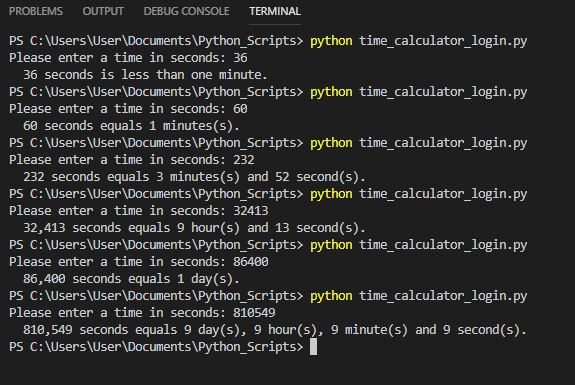 PROBLEMS OUTPUT DEBUG CONSOLE TERMINAL
PS C:\Users\User\Documents\Python_Scripts> python time_calculator_login.py
Please enter a time in seconds: 36
  36 seconds is less than one minute.
PS C:\Users\User\Documents\Python_Scripts> python time_calculator_login.py
Please enter a time in seconds: 60
  60 seconds equals 1 minutes(s).
PS C:\Users\User\Documents\Python_Scripts> python time_calculator_login.py
Please enter a time in seconds: 232
  232 seconds equals 3 minutes(s) and 52 second(s).
PS C:\Users\User\Documents\Python_Scripts> python time_calculator_login.py
Please enter a time in seconds: 32413
  32,413 seconds equals 9 hour(s) and 13 second(s).
PS C:\Users\User\Documents\Python_Scripts> python time_calculator_login.py
Please enter a time in seconds: 86400
  86,400 seconds equals 1 day(s).
PS C:\Users\User\Documents\Python_Scripts> python time_calculator_login.py
Please enter a time in seconds: 810549
  810,549 seconds equals 9 day(s), 9 hour(s), 9 minute(s) and 9 second(s).
PS C:\Users\User\Documents\Python_Scripts>